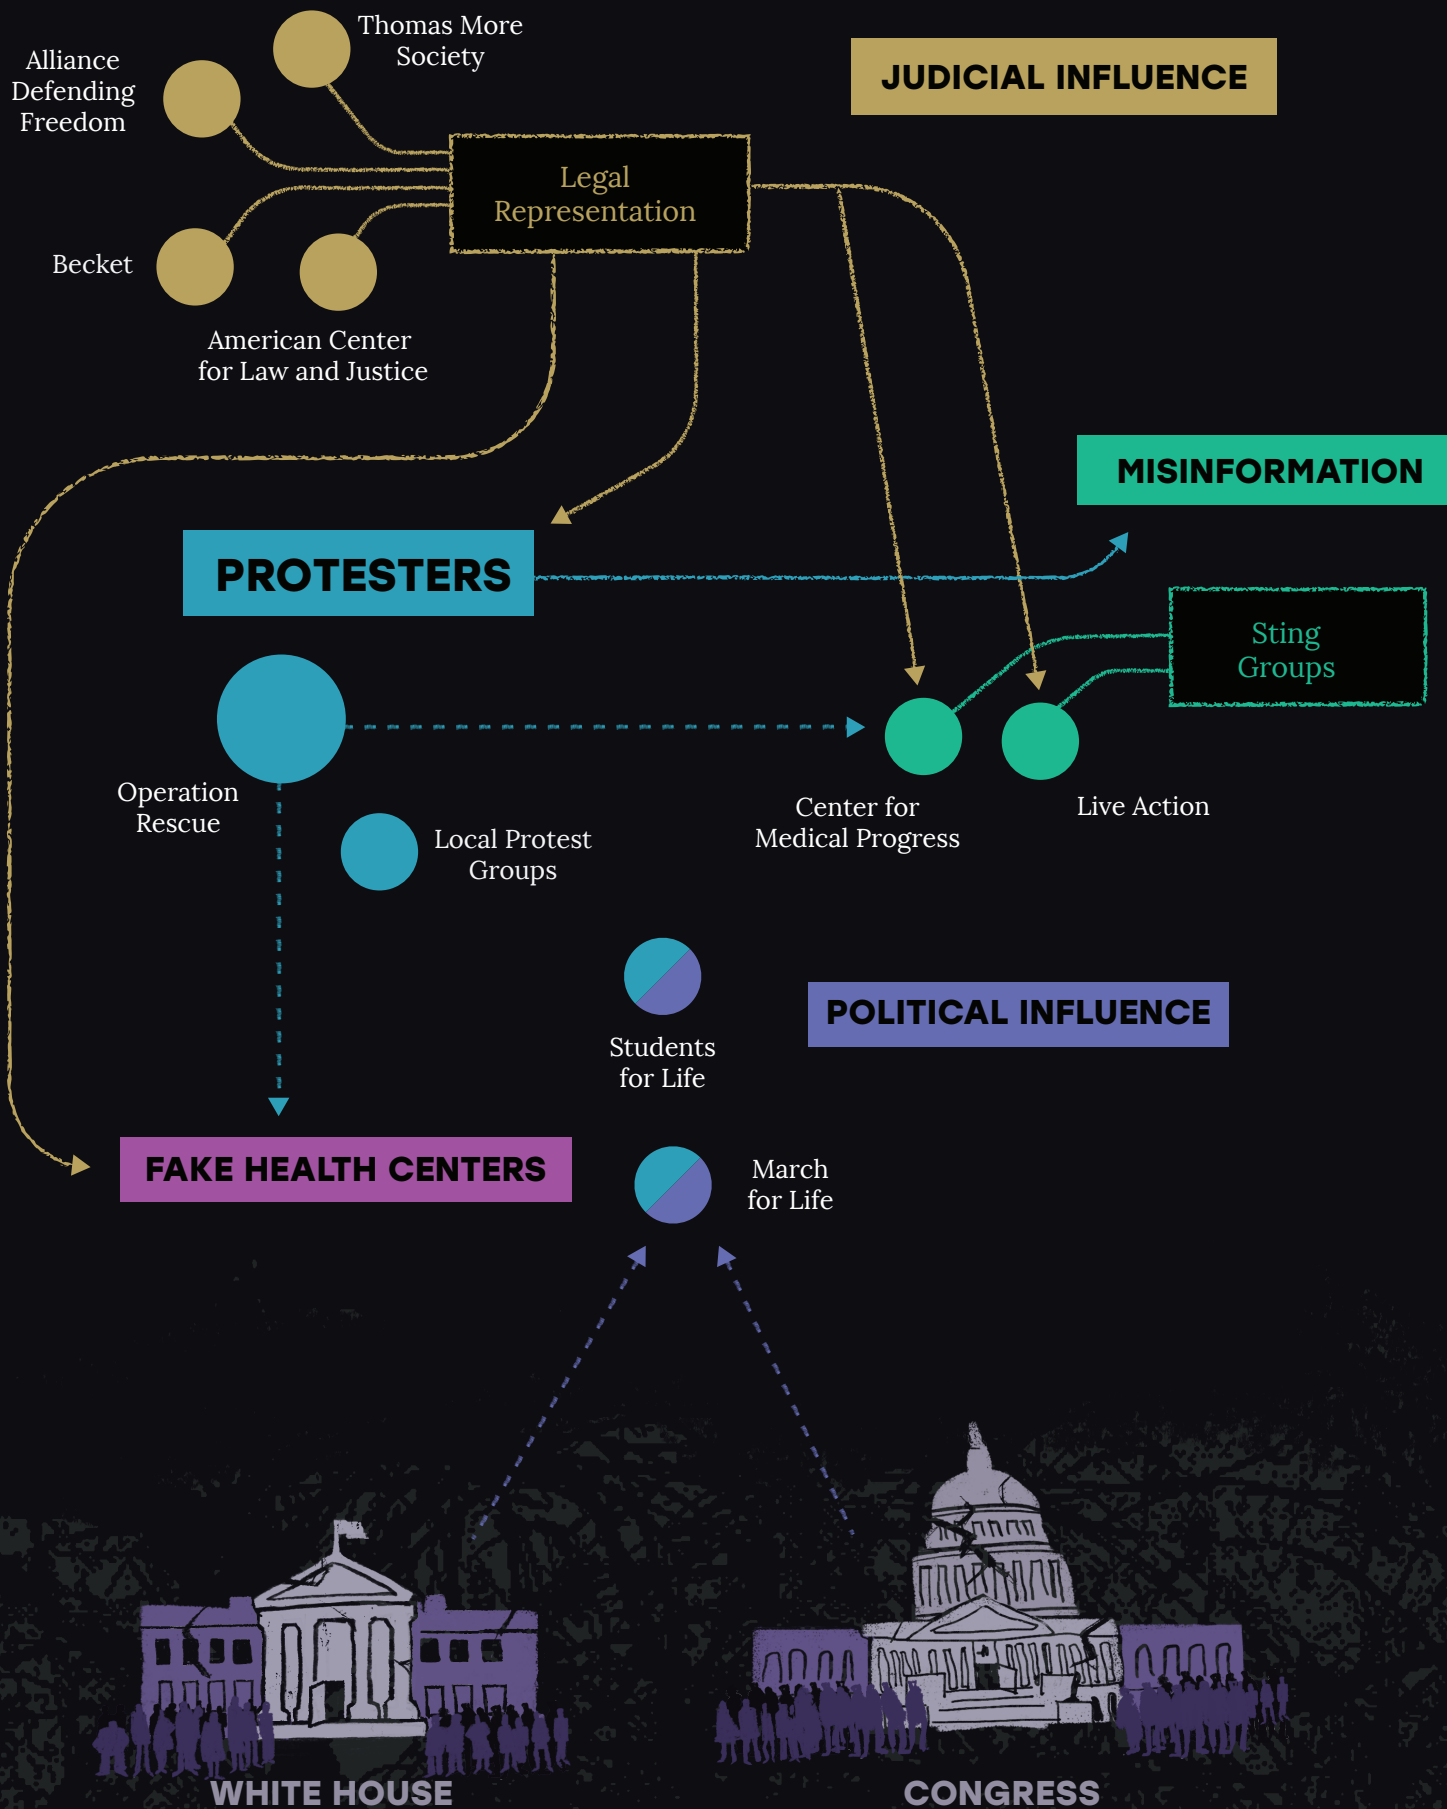 Thomas More
Society
Alliance
Defending
Freedom
JUDICIAL INFLUENCE
Legal
Representation
Becket
American Center
for Law and Justice
MISINFORMATION
PROTESTERS
Sting
Groups
Operation
Rescue
Local Protest
Groups
Center for
Medical Progress
Live Action
Students
for Life
POLITICAL INFLUENCE
FAKE HEALTH CENTERS
March
for Life
WHITE HOUSE
CONGRESS